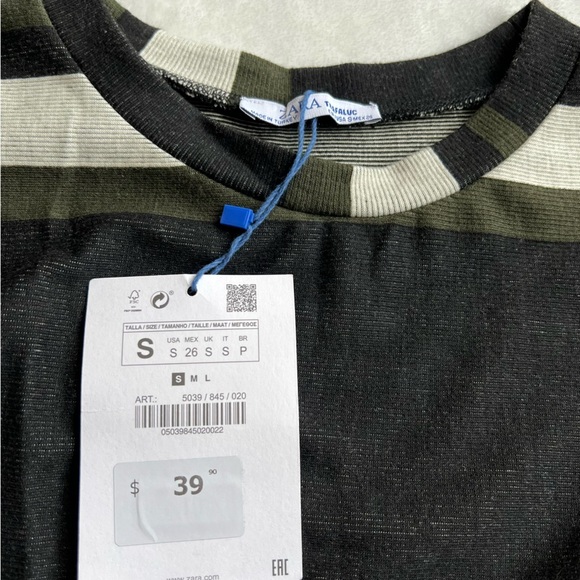 ZARA TRAFALUC
MADE IN TURKEY
USA S MEX 26
FSC
TALLA / SIZE / TAMANHO / TAILLE / MAAT / ΜΕΓΕΘΟΣ
S
USA MEX UK IT BR
S 26 S S P
S M L
ART.: 5039 / 845 / 020
05039845020022
$ 39 90
www.zara.com
EAC